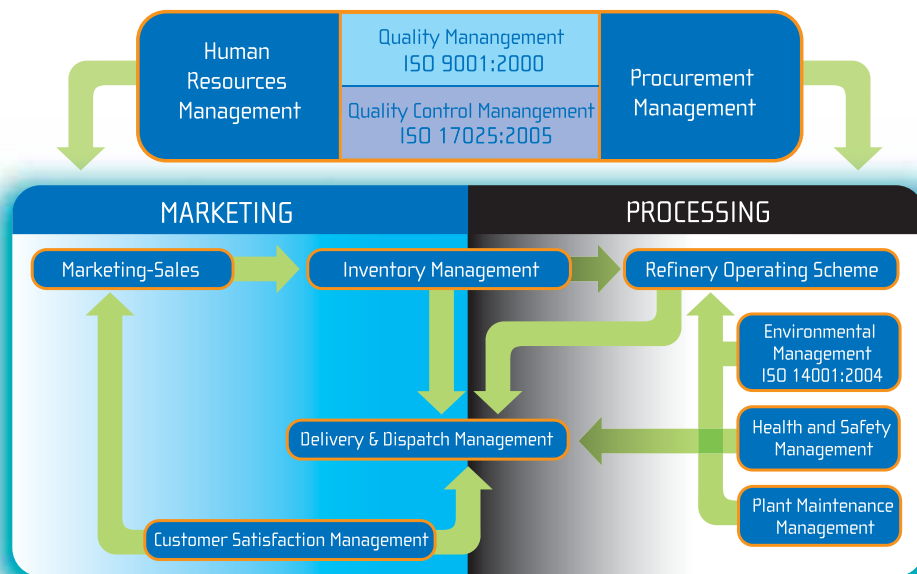 Human
Resources
Management
Quality Manangement
ISO 9001:2000
Quality Control Manangement
ISO 17025:2005
Procurement
Management
MARKETING
PROCESSING
Marketing-Sales
Inventory Management
Refinery Operating Scheme
Environmental
Management
ISO 14001:2004
Delivery & Dispatch Management
Health and Safety
Management
Plant Maintenance
Management
Customer Satisfaction Management